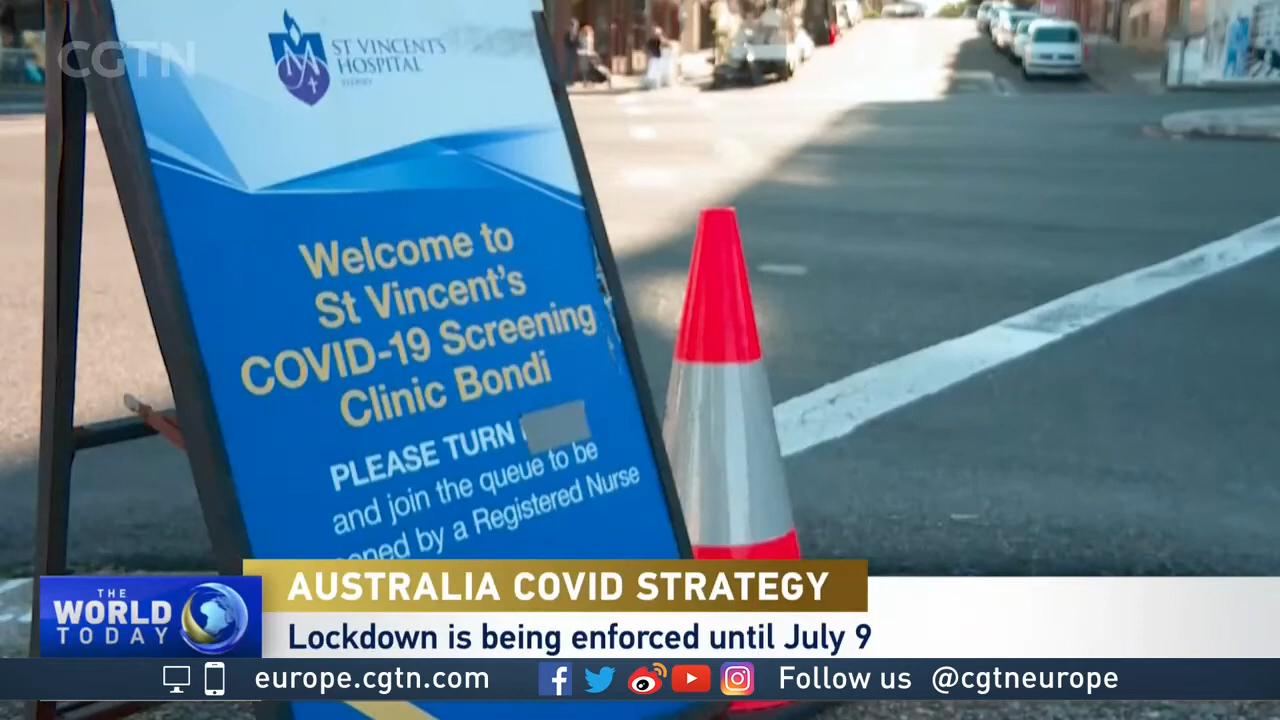 CGTN
ST VINCENT'S
HOSPITAL
SYDNEY
Welcome to
St Vincent's
COVID-19 Screening
Clinic Bondi
PLEASE TURN
and join the queue to be
by a Registered Nurse
AUSTRALIA COVID STRATEGY
THE
WORLD
TODAY
Lockdown is being enforced until July 9
europe.cgtn.com
Follow us @cgtneurope